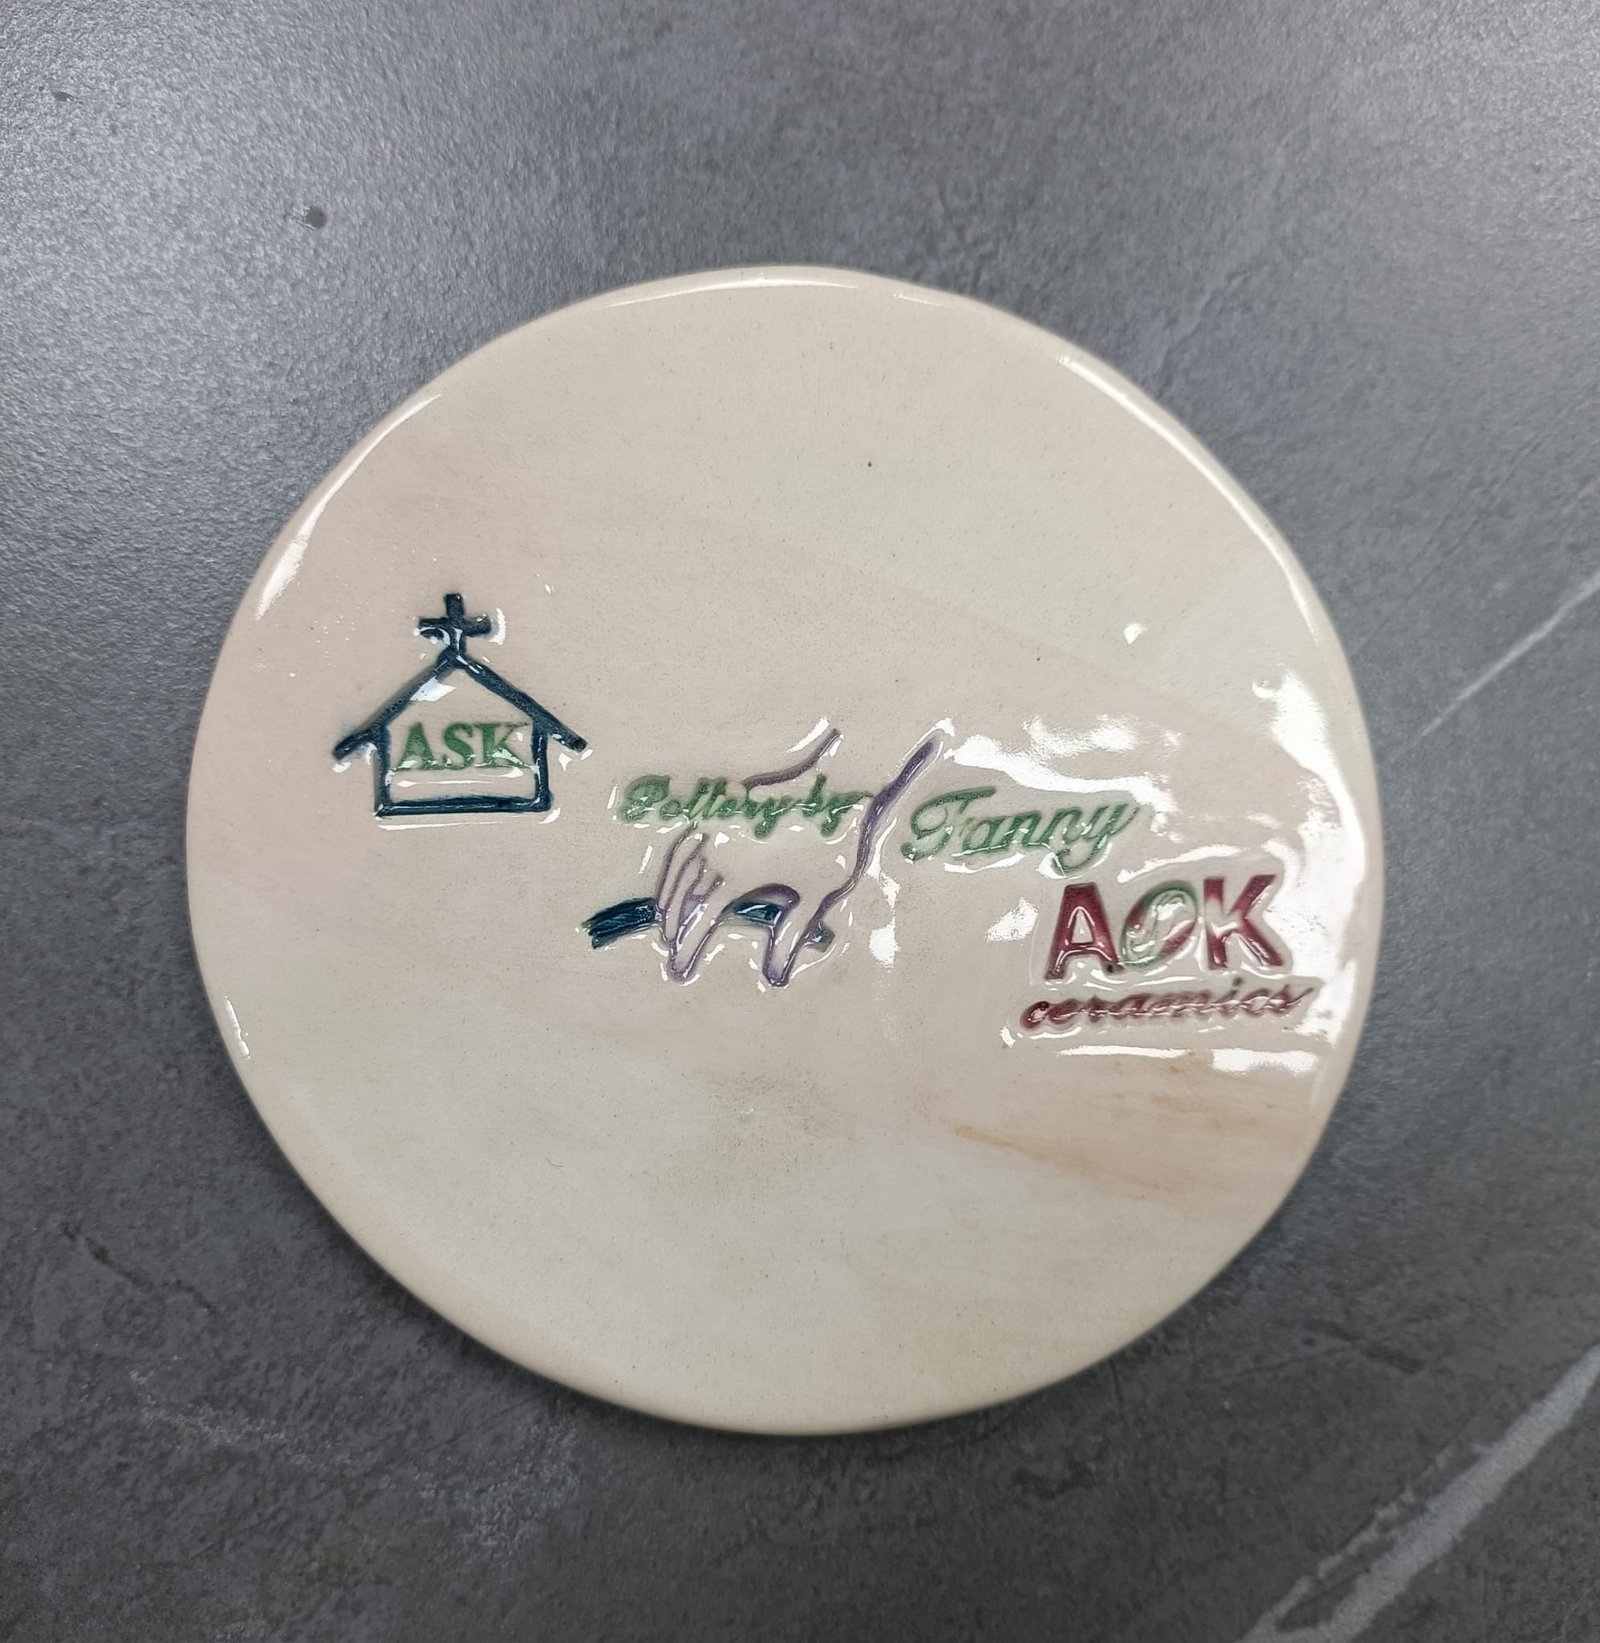 ASK
Pottery by Fanny
AOK
ceramics